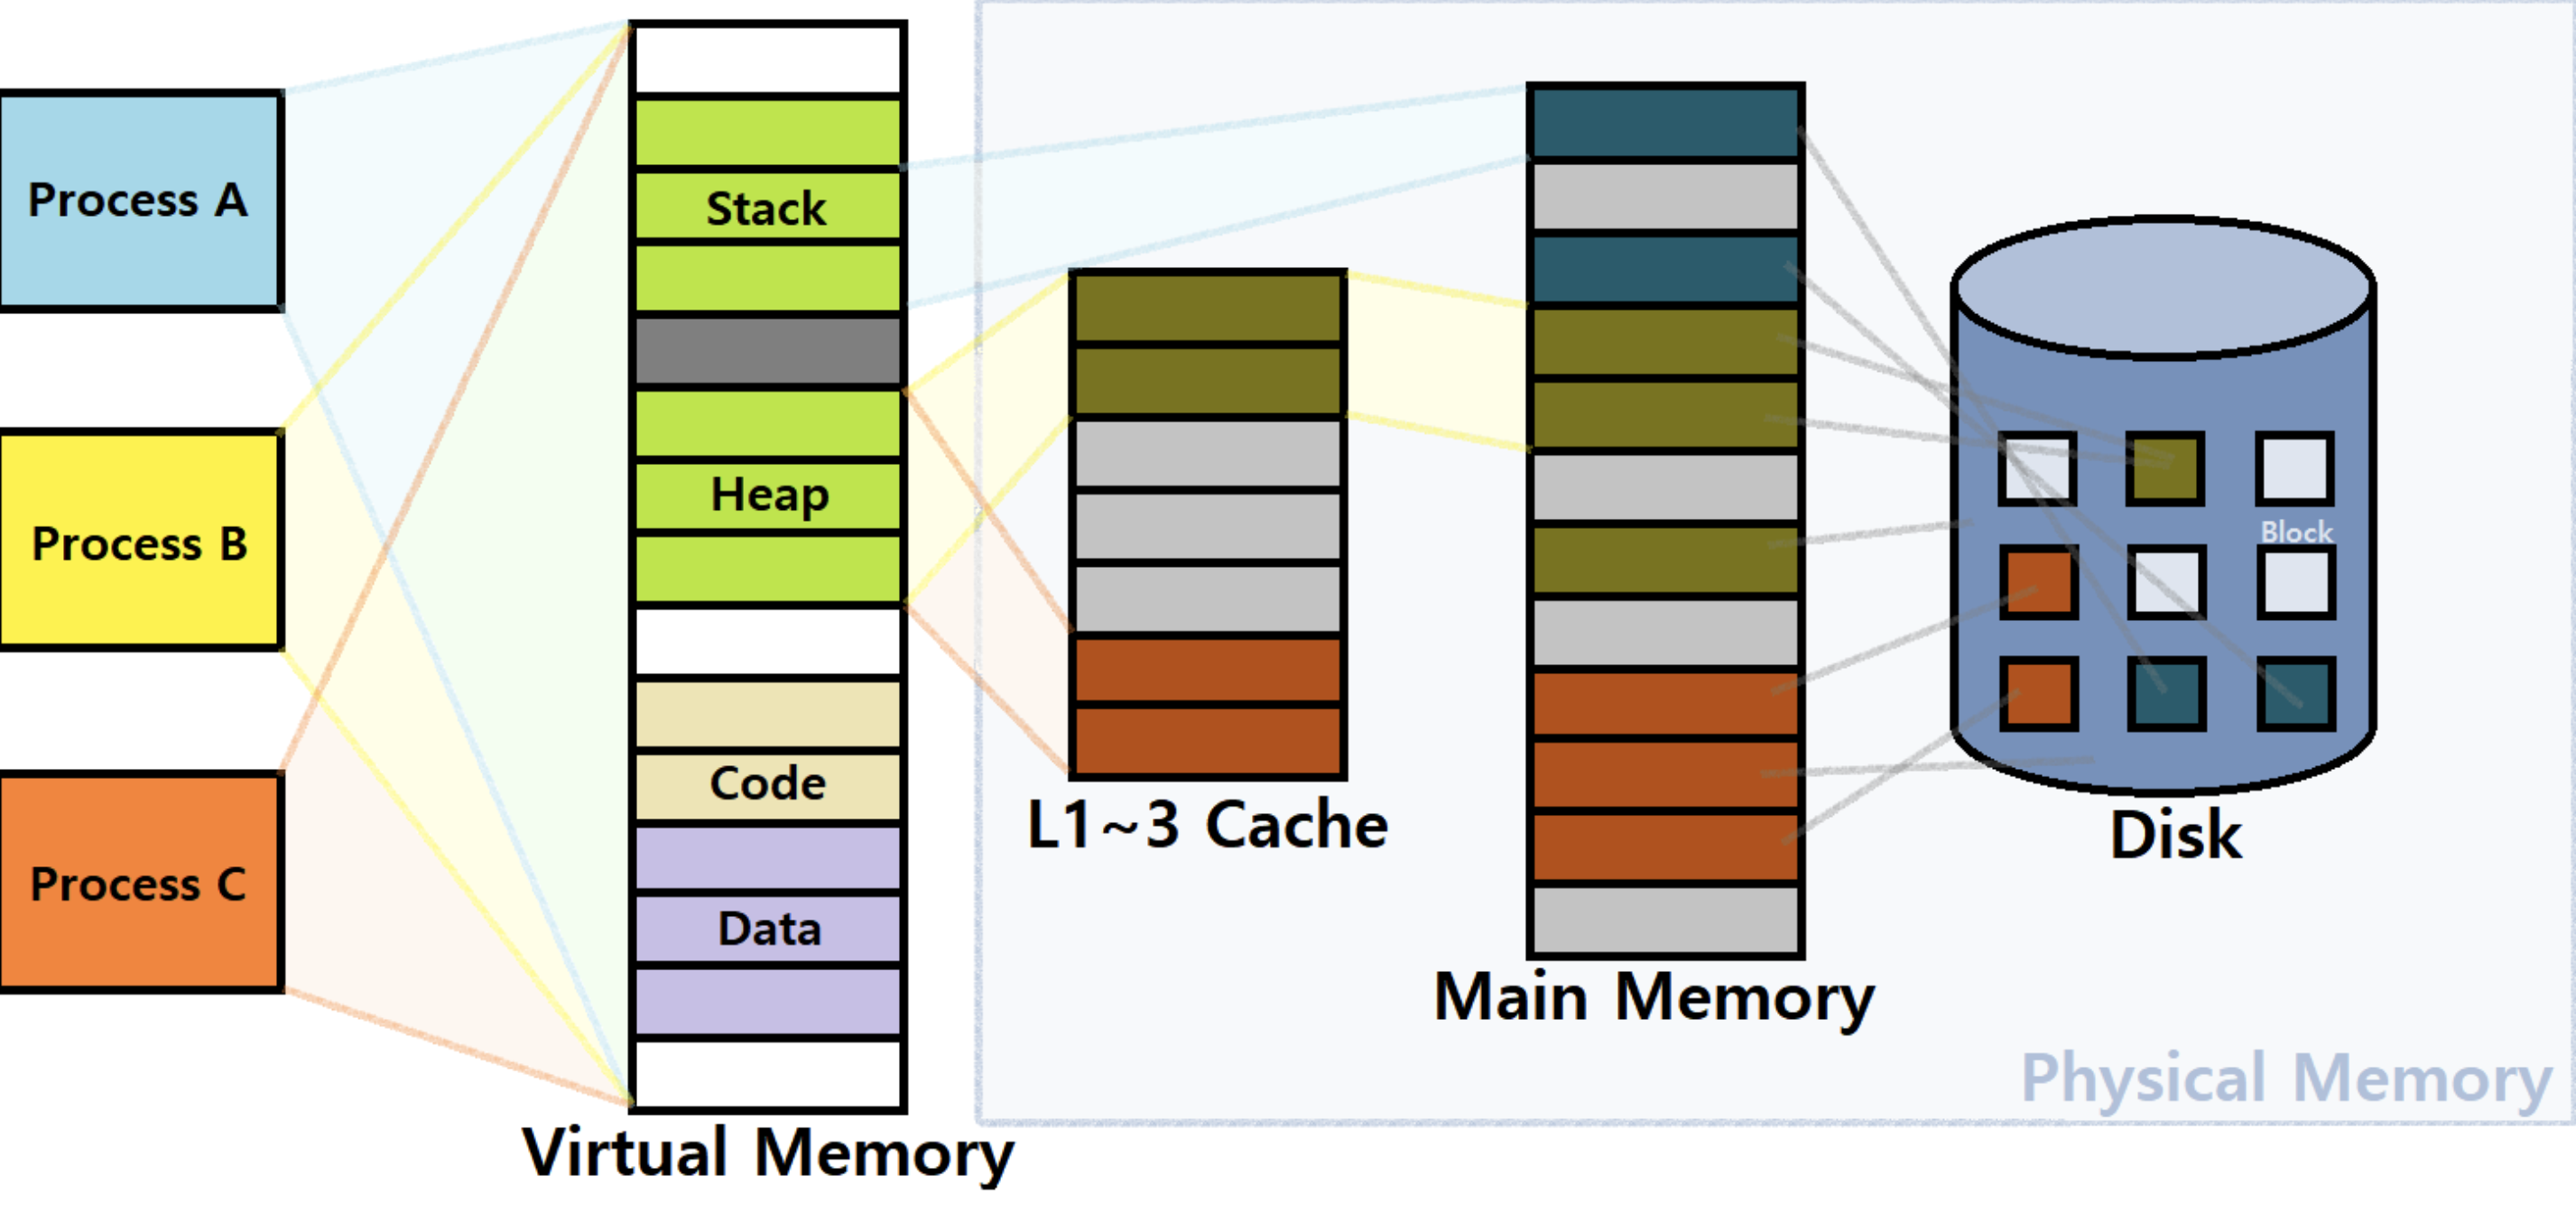 Process A
Process B
Process C
Stack
Heap
Code
Data
Virtual Memory
L1~3 Cache
Main Memory
Block
Disk
Physical Memory